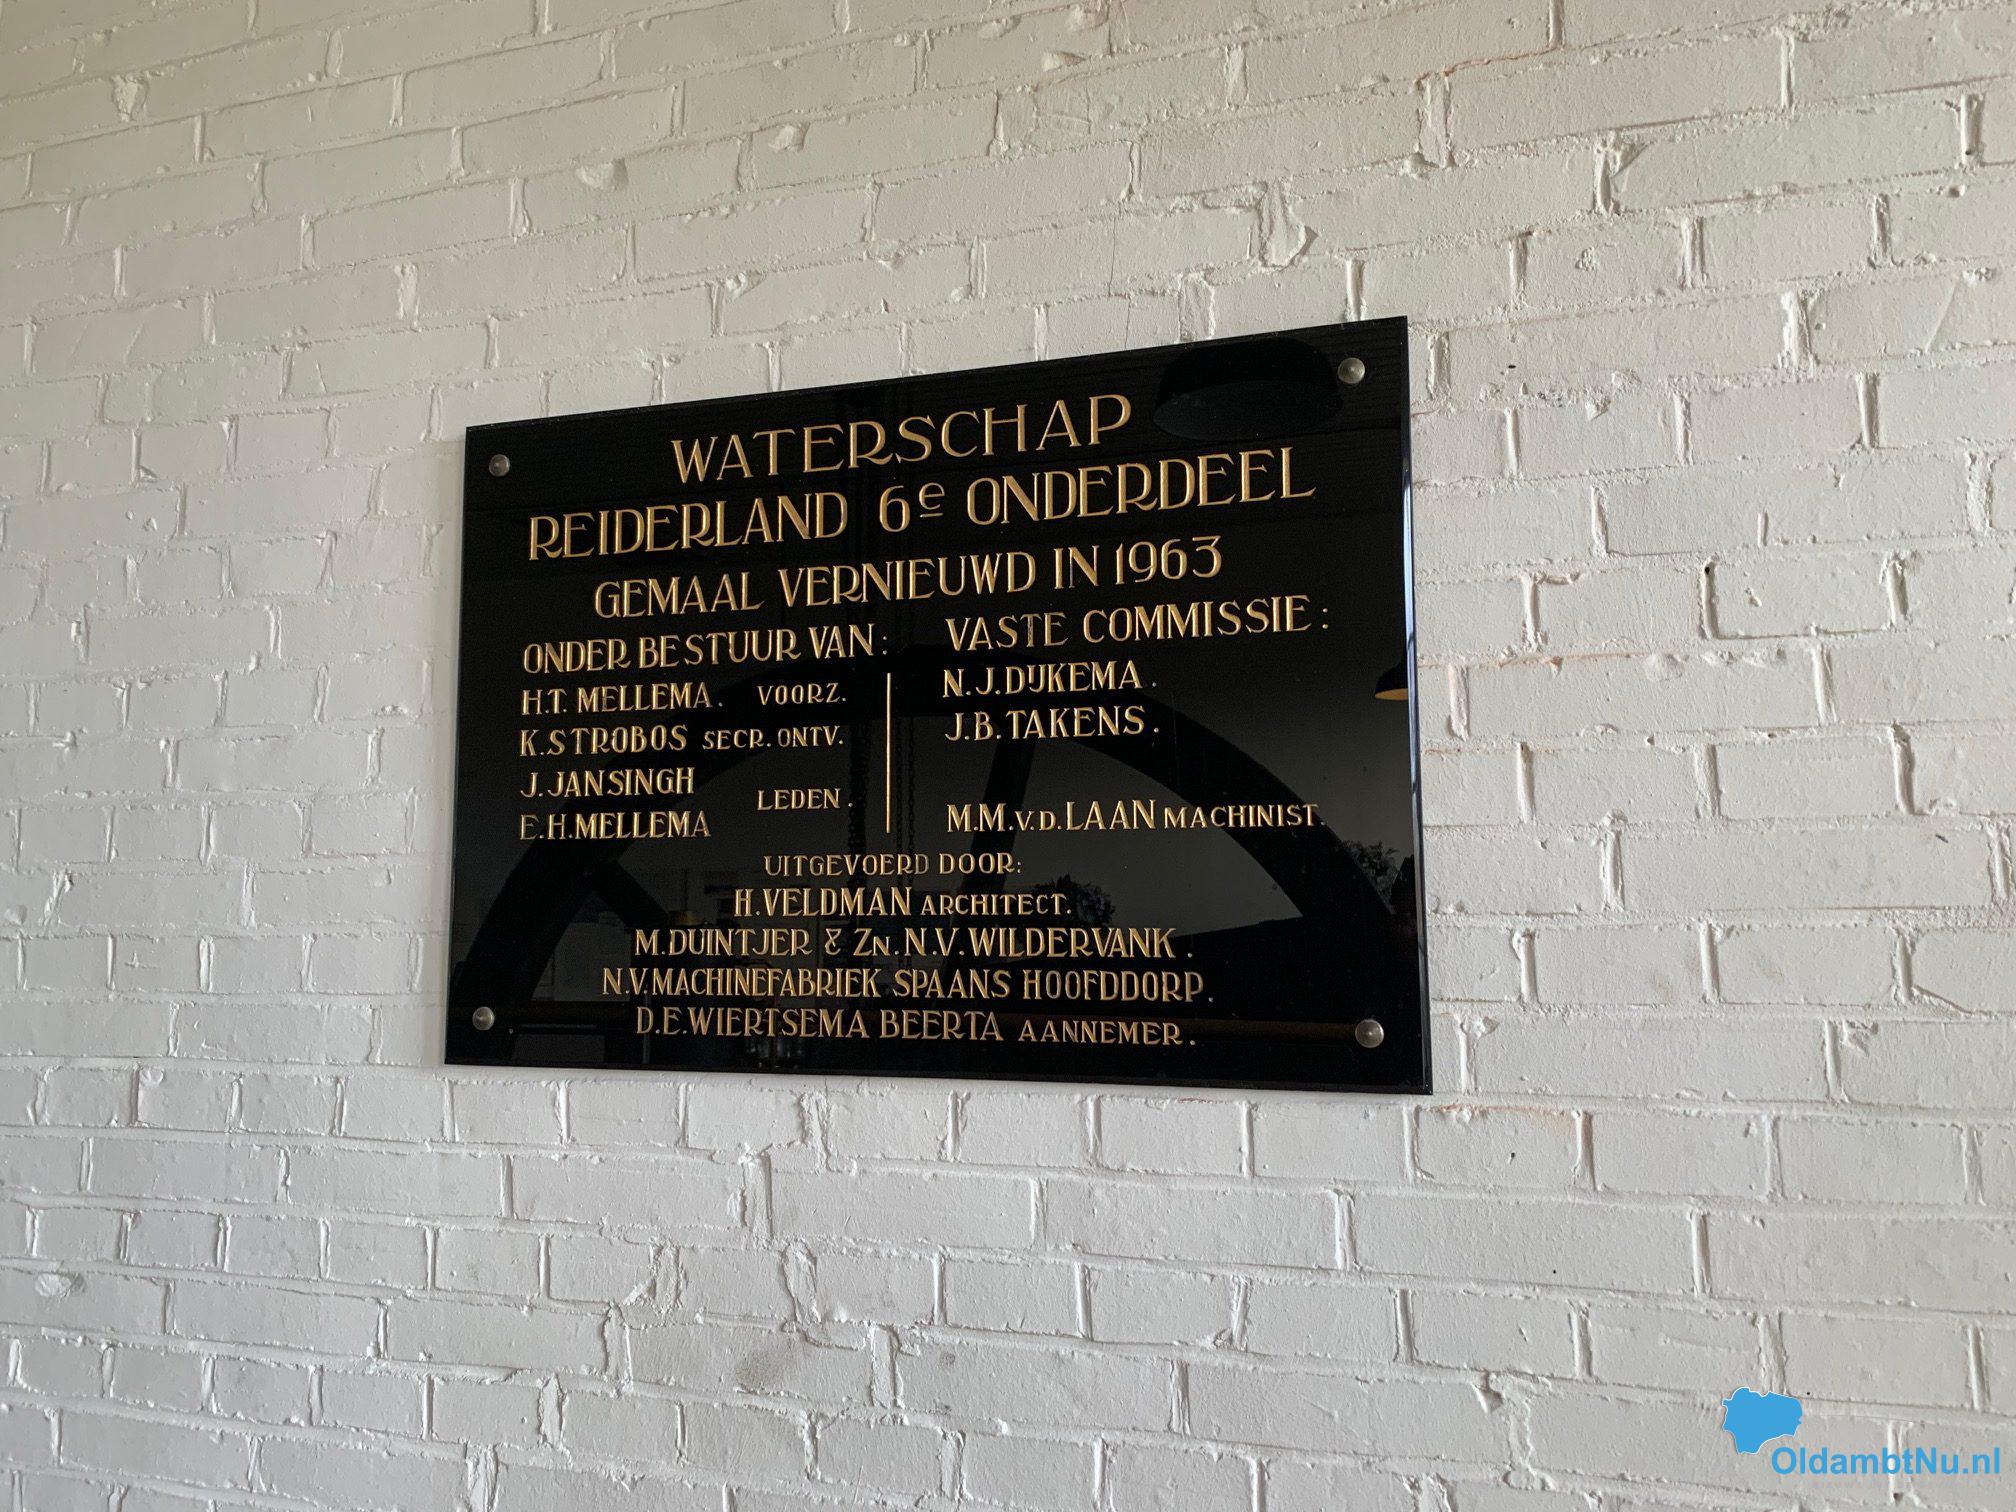 WATERSCHAP
REIDERLAND 6e ONDERDEEL
GEMAAL VERNIEUWD IN 1963
ONDER BESTUUR VAN:
H.T. MELLEMA. VOORZ.
K. STROBOS SECR. ONTV.
J. JANSINGH
E.H. MELLEMA
LEDEN.
VASTE COMMISSIE:
N.J. DIJKEMA.
J.B. TAKENS.
M.M. V.D. LAAN MACHINIST.
UITGEVOERD DOOR:
H. VELDMAN ARCHITECT.
M. DUINTJER & ZN. N.V. WILDERVANK.
N.V. MACHINEFABRIEK SPAANS HOOFDDORP.
D.E. WIERTSEMA BEERTA AANNEMER.
OldambtNu.nl